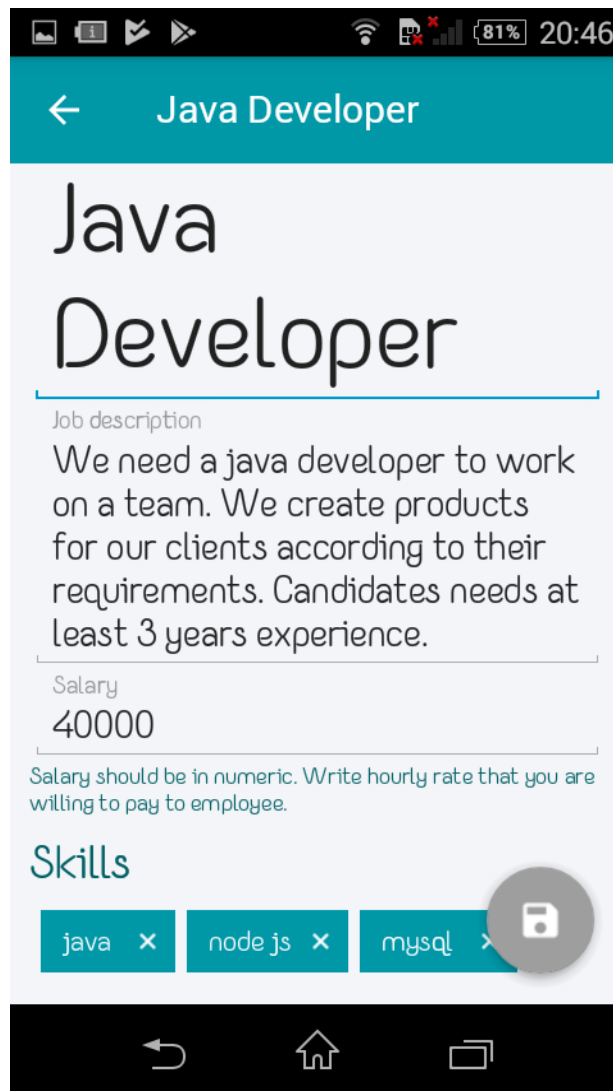 81% 20:46
Java Developer
Java
Developer
Job description
We need a java developer to work
on a team. We create products
for our clients according to their
requirements. Candidates needs at
least 3 years experience.
Salary
40000
Salary should be in numeric. Write hourly rate that you are
willing to pay to employee.
Skills
java × node js × mysql ×